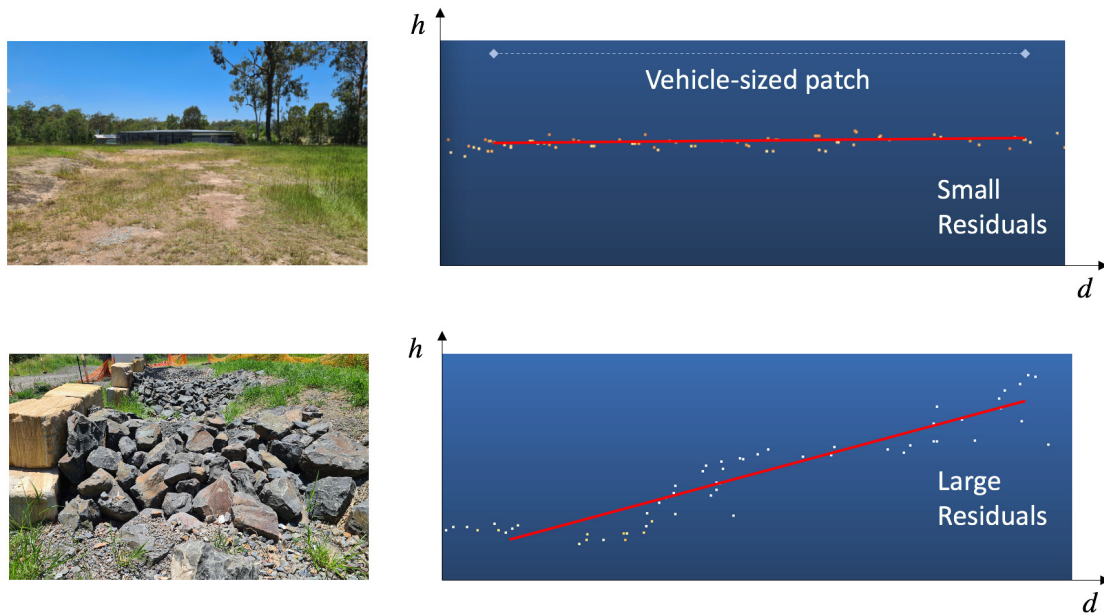 h
Vehicle-sized patch
Small
Residuals
d
h
Large
Residuals
d